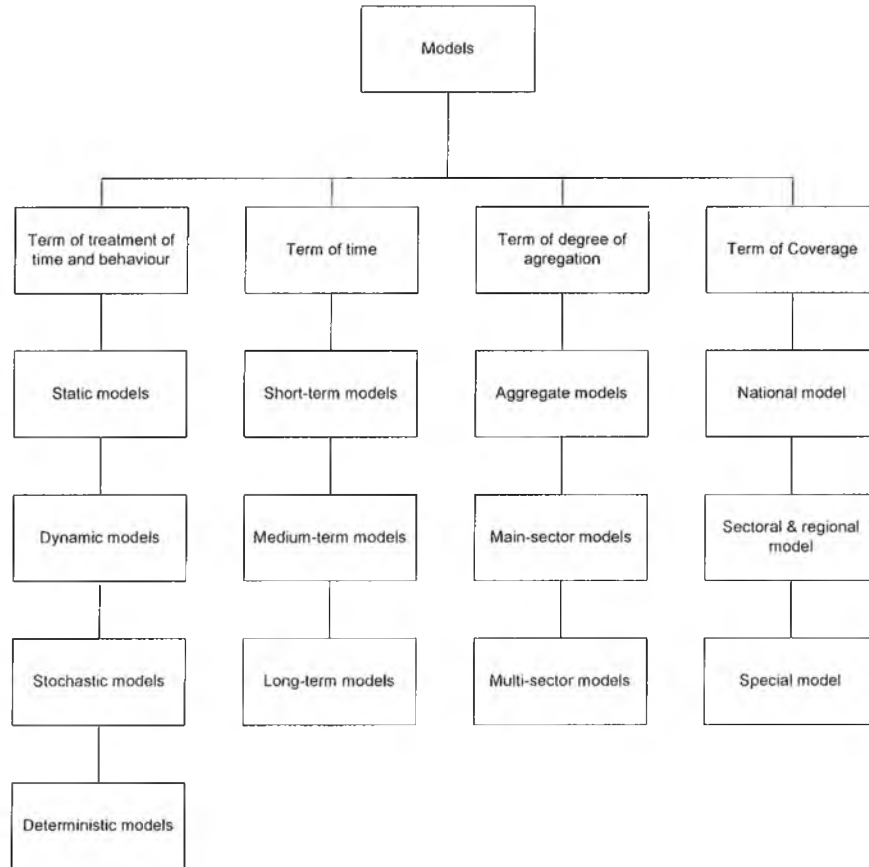 Models
Term of treatment of
time and behaviour
Term of time
Term of degree of
agregation
Term of Coverage
Static models
Short-term models
Aggregate models
National model
Dynamic models
Medium-term models
Main-sector models
Sectoral & regional
model
Stochastic models
Long-term models
Multi-sector models
Special model
Deterministic models